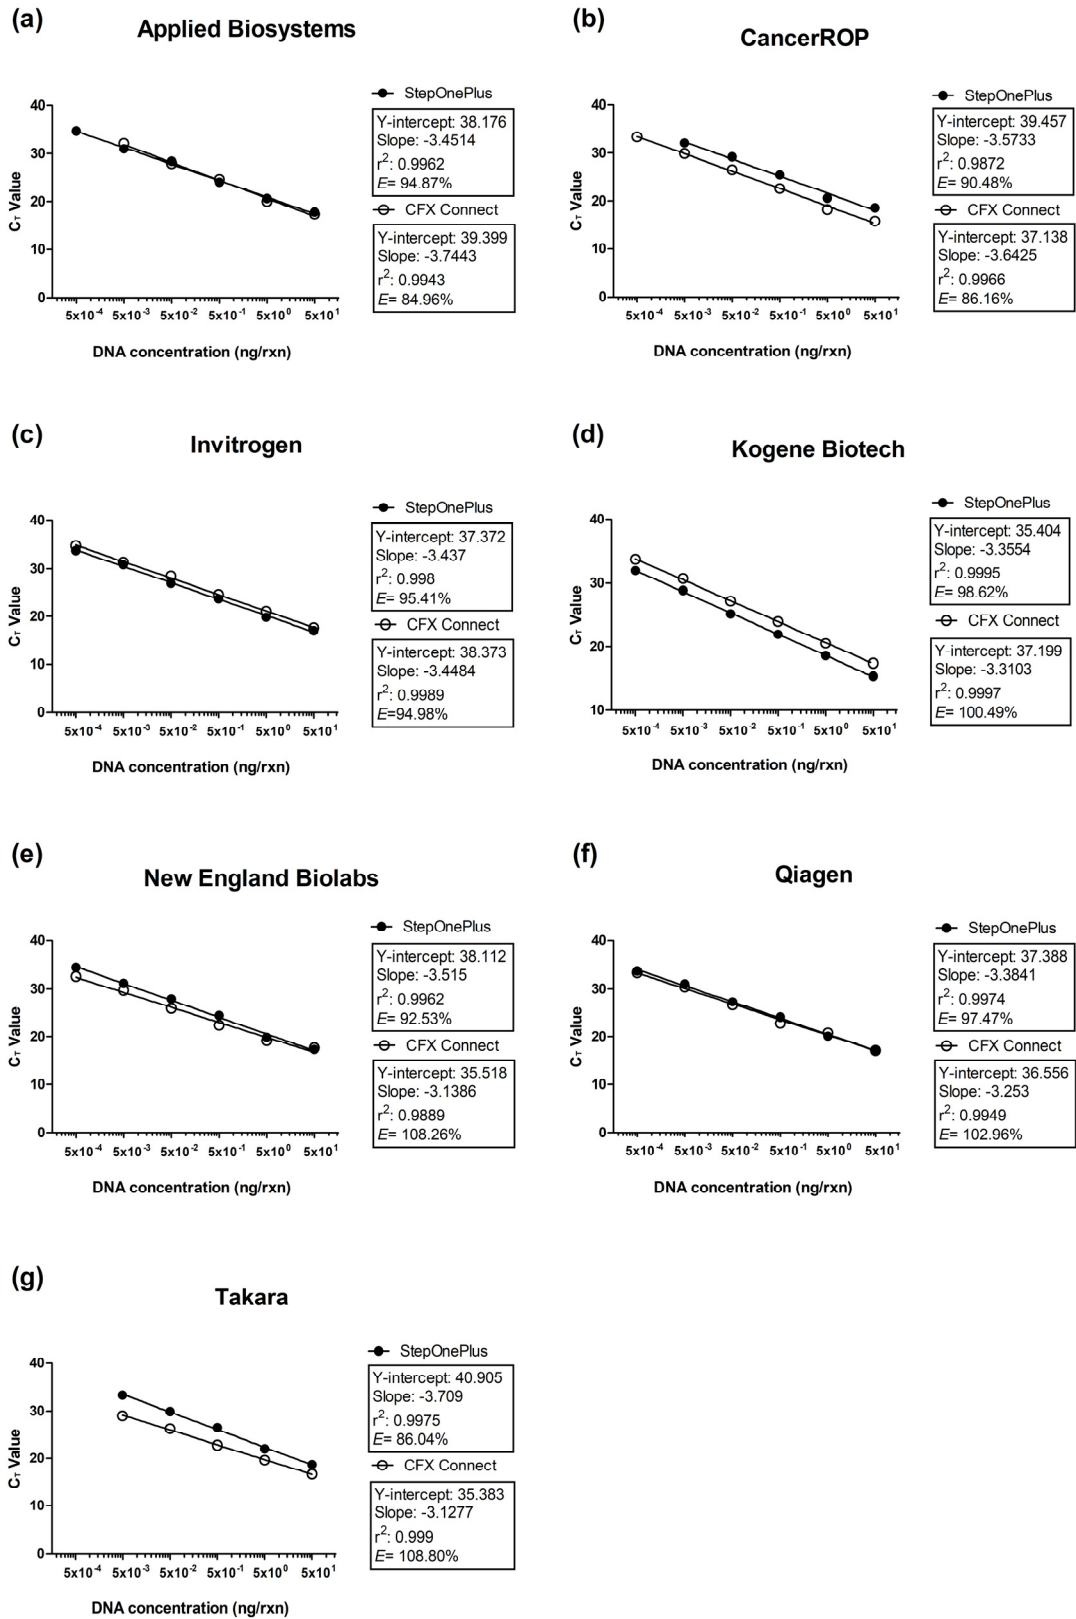 (a)
Applied Biosystems
StepOnePlus
Y-intercept: 38.176
Slope: -3.4514
r²: 0.9962
E= 94.87%
CFX Connect
Y-intercept: 39.399
Slope: -3.7443
r²: 0.9943
E= 84.96%
40
30
20
10
0
C_T Value
5x10⁻⁴ 5x10⁻³ 5x10⁻² 5x10⁻¹ 5x10⁰ 5x10¹
DNA concentration (ng/rxn)
(b)
CancerROP
StepOnePlus
Y-intercept: 39.457
Slope: -3.5733
r²: 0.9872
E= 90.48%
CFX Connect
Y-intercept: 37.138
Slope: -3.6425
r²: 0.9966
E= 86.16%
40
30
20
10
0
C_T Value
5x10⁻⁴ 5x10⁻³ 5x10⁻² 5x10⁻¹ 5x10⁰ 5x10¹
DNA concentration (ng/rxn)
(c)
Invitrogen
StepOnePlus
Y-intercept: 37.372
Slope: -3.437
r²: 0.998
E= 95.41%
CFX Connect
Y-intercept: 38.373
Slope: -3.4484
r²: 0.9989
E=94.98%
40
30
20
10
0
C_T Value
5x10⁻⁴ 5x10⁻³ 5x10⁻² 5x10⁻¹ 5x10⁰ 5x10¹
DNA concentration (ng/rxn)
(d)
Kogene Biotech
StepOnePlus
Y-intercept: 35.404
Slope: -3.3554
r²: 0.9995
E= 98.62%
CFX Connect
Y-intercept: 37.199
Slope: -3.3103
r²: 0.9997
E= 100.49%
40
30
20
10
C_T Value
5x10⁻⁴ 5x10⁻³ 5x10⁻² 5x10⁻¹ 5x10⁰ 5x10¹
DNA concentration (ng/rxn)
(e)
New England Biolabs
StepOnePlus
Y-intercept: 38.112
Slope: -3.515
r²: 0.9962
E= 92.53%
CFX Connect
Y-intercept: 35.518
Slope: -3.1386
r²: 0.9889
E= 108.26%
40
30
20
10
0
C_T Value
5x10⁻⁴ 5x10⁻³ 5x10⁻² 5x10⁻¹ 5x10⁰ 5x10¹
DNA concentration (ng/rxn)
(f)
Qiagen
StepOnePlus
Y-intercept: 37.388
Slope: -3.3841
r²: 0.9974
E= 97.47%
CFX Connect
Y-intercept: 36.556
Slope: -3.253
r²: 0.9949
E= 102.96%
40
30
20
10
0
C_T Value
5x10⁻⁴ 5x10⁻³ 5x10⁻² 5x10⁻¹ 5x10⁰ 5x10¹
DNA concentration (ng/rxn)
(g)
Takara
StepOnePlus
Y-intercept: 40.905
Slope: -3.709
r²: 0.9975
E= 86.04%
CFX Connect
Y-intercept: 35.383
Slope: -3.1277
r²: 0.999
E= 108.80%
40
30
20
10
0
C_T Value
5x10⁻⁴ 5x10⁻³ 5x10⁻² 5x10⁻¹ 5x10⁰ 5x10¹
DNA concentration (ng/rxn)